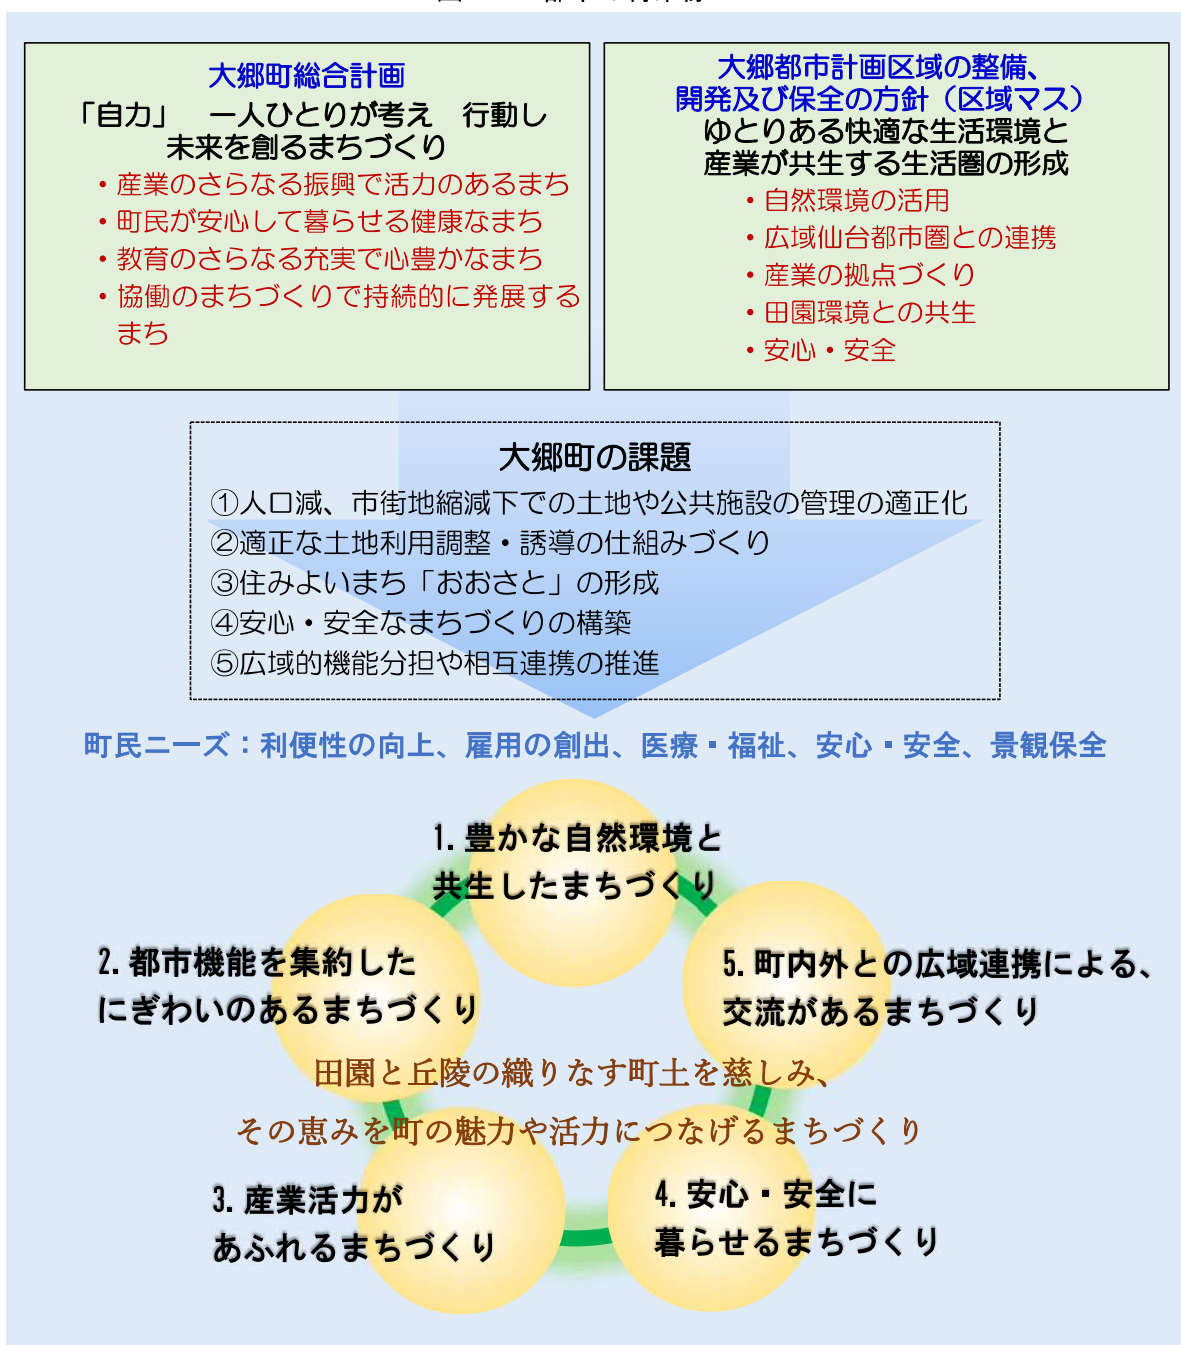 大郷町総合計画
「自力」　一人ひとりが考え　行動し
未来を創るまちづくり
・産業のさらなる振興で活力のあるまち
・町民が安心して暮らせる健康なまち
・教育のさらなる充実で心豊かなまち
・協働のまちづくりで持続的に発展する
まち
大郷都市計画区域の整備、
開発及び保全の方針（区域マス）
ゆとりある快適な生活環境と
産業が共生する生活圏の形成
・自然環境の活用
・広域仙台都市圏との連携
・産業の拠点づくり
・田園環境との共生
・安心・安全
大郷町の課題
①人口減、市街地縮減下での土地や公共施設の管理の適正化
②適正な土地利用調整・誘導の仕組みづくり
③住みよいまち「おおさと」の形成
④安心・安全なまちづくりの構築
⑤広域的機能分担や相互連携の推進
町民ニーズ：利便性の向上、雇用の創出、医療・福祉、安心・安全、景観保全
1.豊かな自然環境と
共生したまちづくり
2.都市機能を集約した
にぎわいのあるまちづくり
5.町内外との広域連携による、
交流があるまちづくり
田園と丘陵の織りなす町土を慈しみ、
その恵みを町の魅力や活力につなげるまちづくり
3.産業活力が
あふれるまちづくり
4.安心・安全に
暮らせるまちづくり